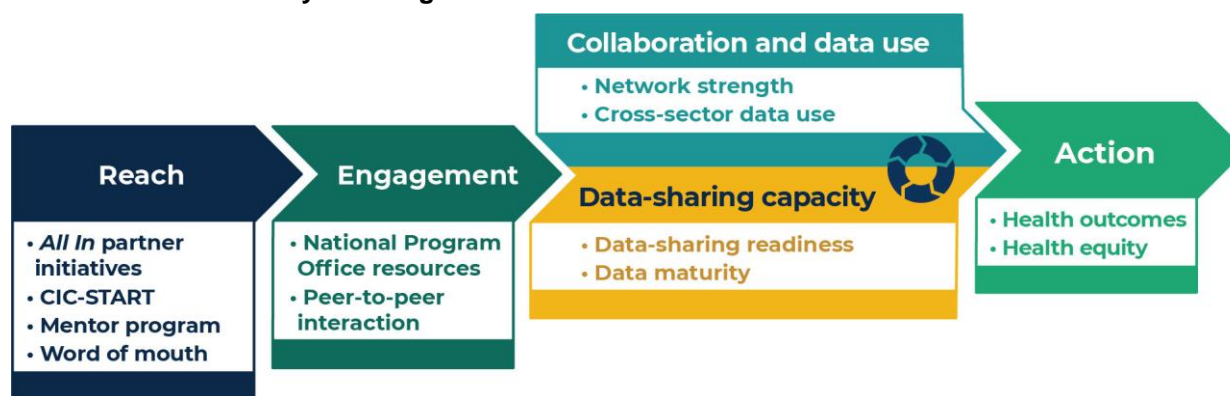 Reach
• All In partner
initiatives
• CIC-START
• Mentor program
• Word of mouth
Engagement
• National Program
Office resources
• Peer-to-peer
interaction
Collaboration and data use
• Network strength
• Cross-sector data use
Data-sharing capacity
• Data-sharing readiness
• Data maturity
Action
• Health outcomes
• Health equity